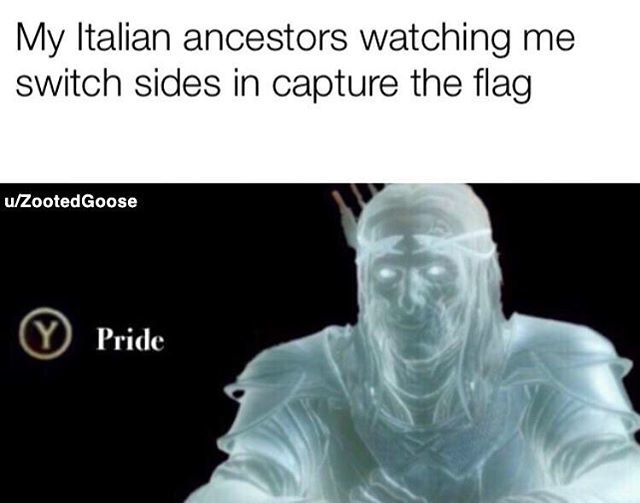 My Italian ancestors watching me
switch sides in capture the flag
u/ZootedGoose
Y Pride